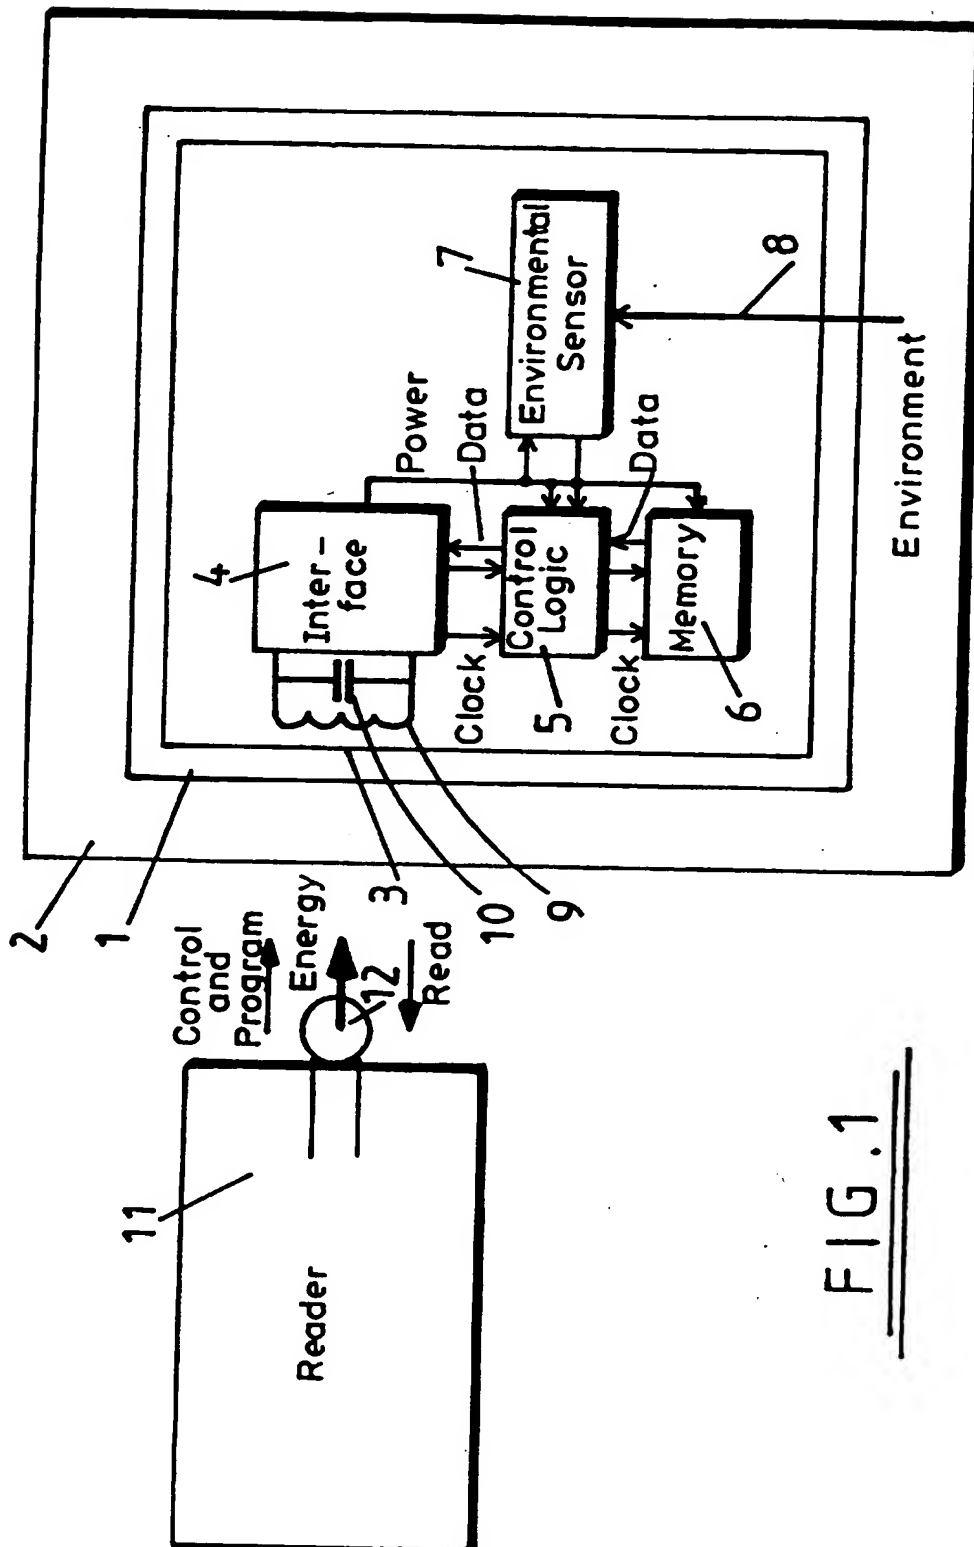 2
1
Control
and
Program
Energy
12
Read
3
10
9
11
Reader
4
Inter-
face
Power
Data
Clock
Control
Logic
5
Data
Clock
Memory
6
7
Environmental
Sensor
8
Environment
FIG.1